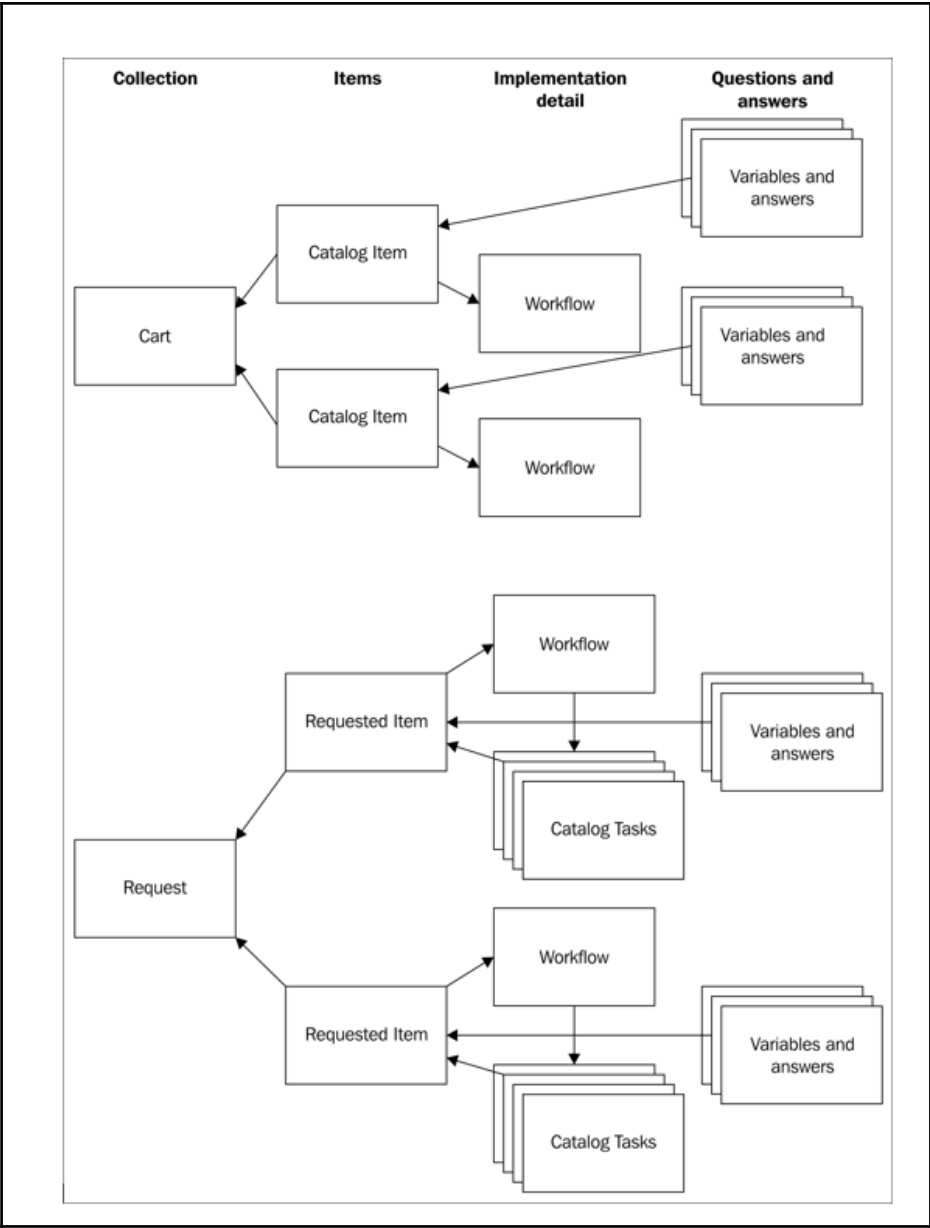 Collection
Items
Implementation
detail
Questions and
answers
Variables and
answers
Catalog Item
Workflow
Cart
Variables and
answers
Catalog Item
Workflow
Workflow
Requested Item
Variables and
answers
Catalog Tasks
Request
Workflow
Requested Item
Variables and
answers
Catalog Tasks